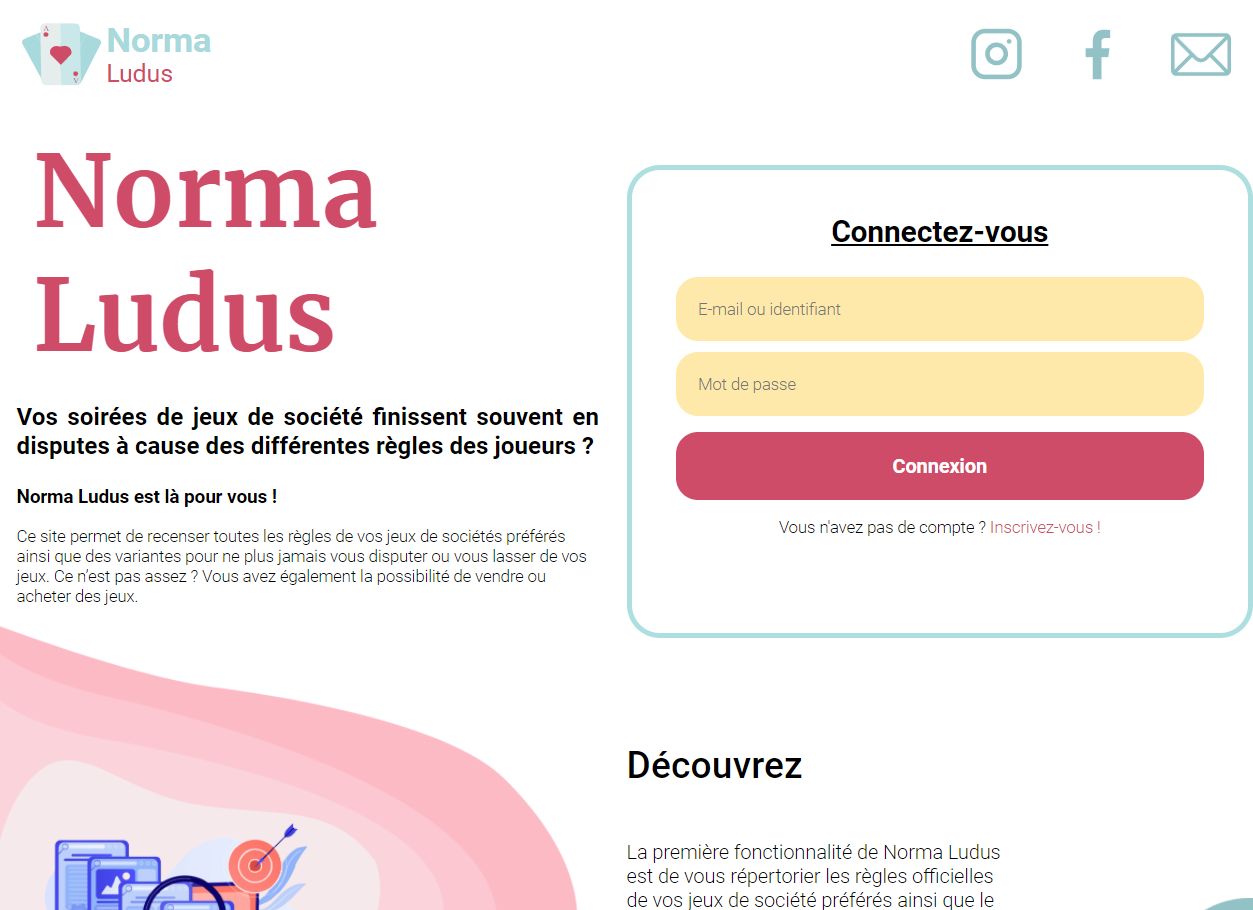 Norma
Ludus
Norma
Ludus
Vos soirées de jeux de société finissent souvent en
disputes à cause des différentes règles des joueurs ?
Norma Ludus est là pour vous !
Ce site permet de recenser toutes les règles de vos jeux de sociétés préférés
ainsi que des variantes pour ne plus jamais vous disputer ou vous lasser de vos
jeux. Ce n'est pas assez ? Vous avez également la possibilité de vendre ou
acheter des jeux.
Connectez-vous
E-mail ou identifiant
Mot de passe
Connexion
Vous n'avez pas de compte ? Inscrivez-vous !
Découvrez
La première fonctionnalité de Norma Ludus
est de vous répertorier les règles officielles
de vos jeux de société préférés ainsi que le